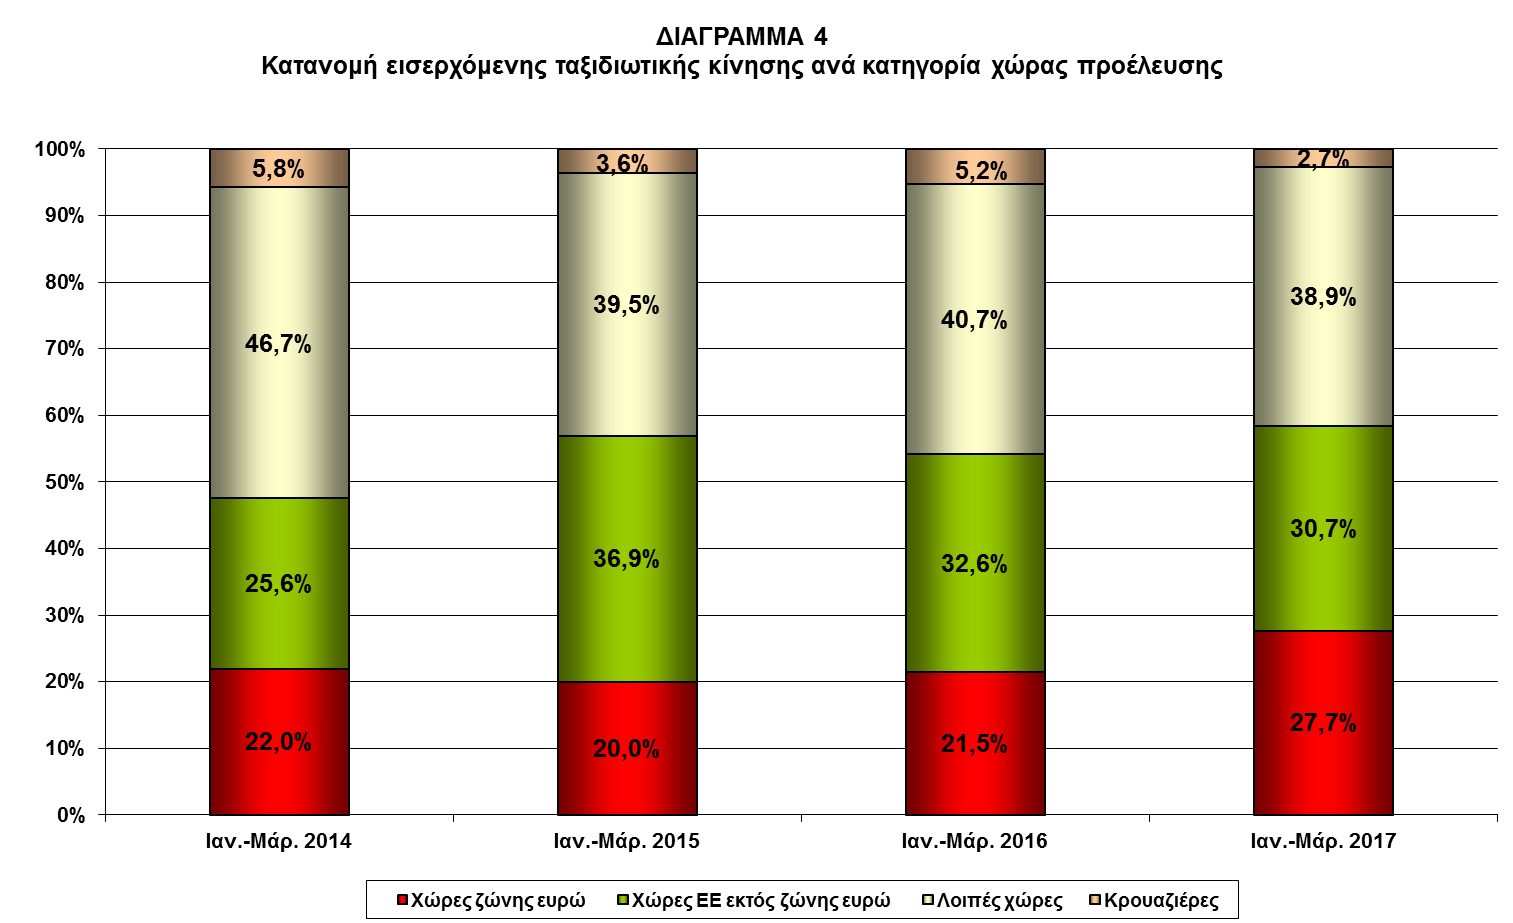 ΔΙΑΓΡΑΜΜΑ 4
Κατανομή εισερχόμενης ταξιδιωτικής κίνησης ανά κατηγορία χώρας προέλευσης
100%
90%
80%
70%
60%
50%
40%
30%
20%
10%
0%
5,8%
46,7%
25,6%
22,0%
3,6%
39,5%
36,9%
20,0%
5,2%
40,7%
32,6%
21,5%
2,7%
38,9%
30,7%
27,7%
Ιαν.-Μάρ. 2014
Ιαν.-Μάρ. 2015
Ιαν.-Μάρ. 2016
Ιαν.-Μάρ. 2017
Χώρες ζώνης ευρώ
Χώρες ΕΕ εκτός ζώνης ευρώ
Λοιπές χώρες
Κρουαζιέρες